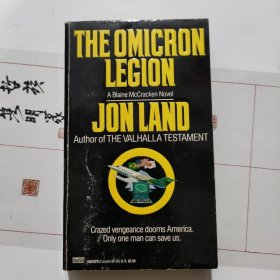 THE OMICRON
LEGION
A Blaine McCracken Novel
JON LAND
Author of THE VALHALLA TESTAMENT
Crazed vengeance dooms America.
Only one man can save us.